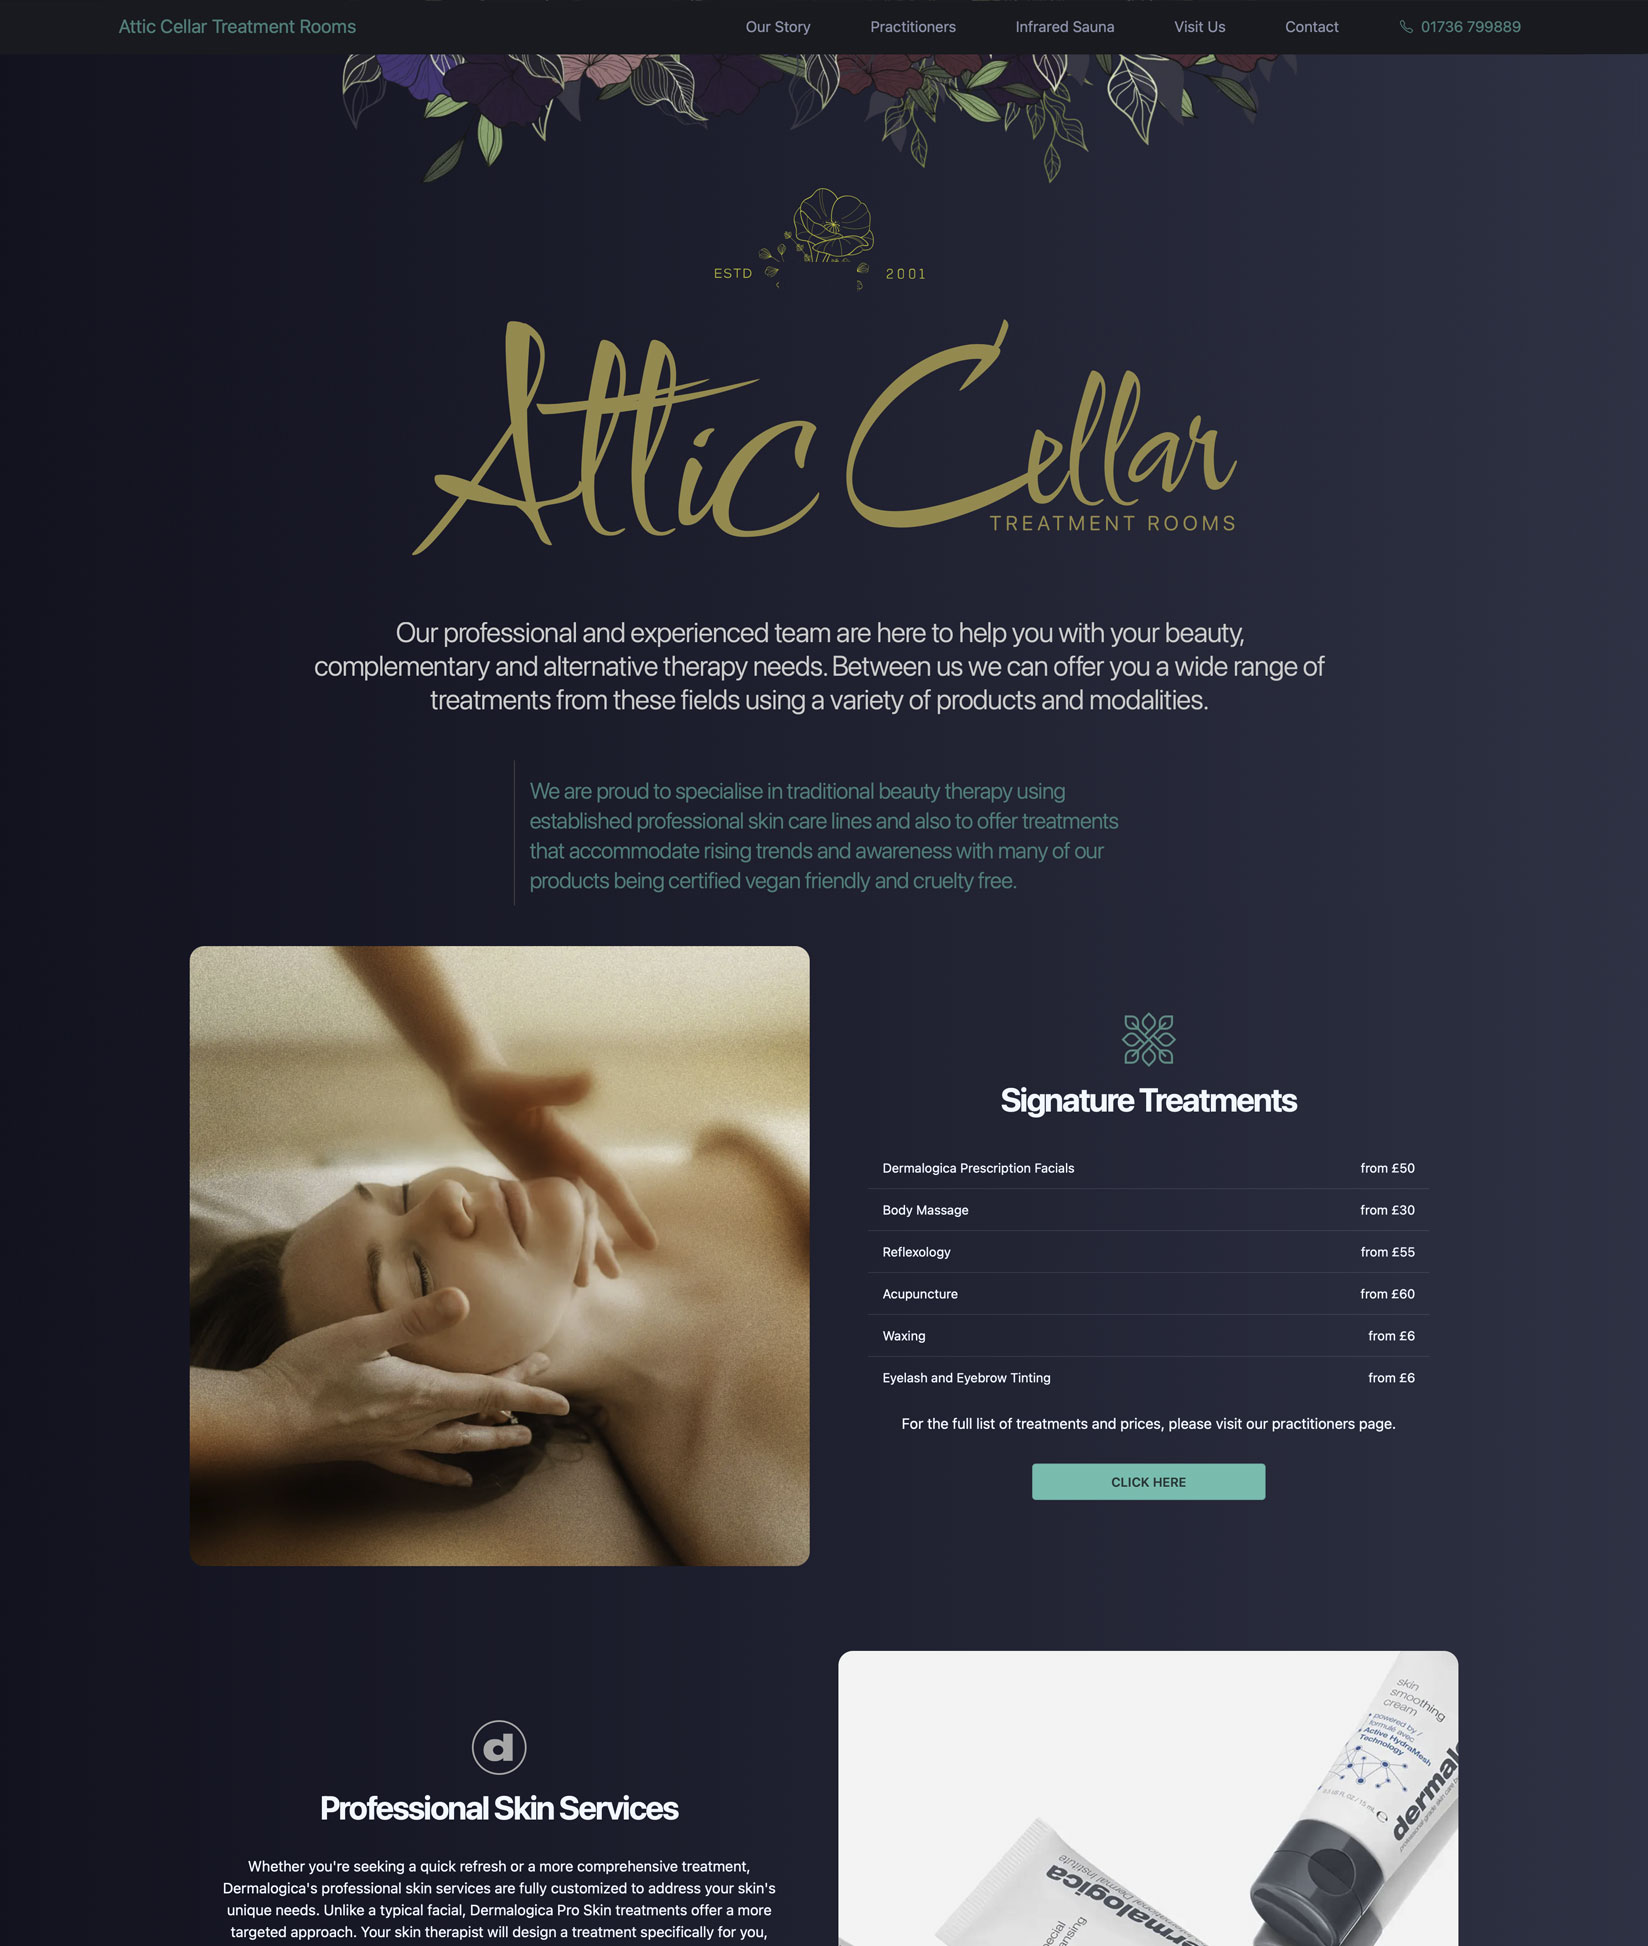 Attic Cellar Treatment Rooms
Our Story
Practitioners
Infrared Sauna
Visit Us
Contact
01736 799889
ESTD
2001
Attic Cellar
TREATMENT ROOMS
Our professional and experienced team are here to help you with your beauty,
complementary and alternative therapy needs. Between us we can offer you a wide range of
treatments from these fields using a variety of products and modalities.
We are proud to specialise in traditional beauty therapy using
established professional skin care lines and also to offer treatments
that accommodate rising trends and awareness with many of our
products being certified vegan friendly and cruelty free.
Signature Treatments
Dermalogica Prescription Facials from £50
Body Massage from £30
Reflexology from £55
Acupuncture from £60
Waxing from £6
Eyelash and Eyebrow Tinting from £6
For the full list of treatments and prices, please visit our practitioners page.
CLICK HERE
d
Professional Skin Services
Whether you're seeking a quick refresh or a more comprehensive treatment,
Dermalogica's professional skin services are fully customized to address your skin's
unique needs. Unlike a typical facial, Dermalogica Pro Skin treatments offer a more
targeted approach. Your skin therapist will design a treatment specifically for you,
skin
smoothing
cream
powered by /
formulé avec
Active HydraMesh
Technology